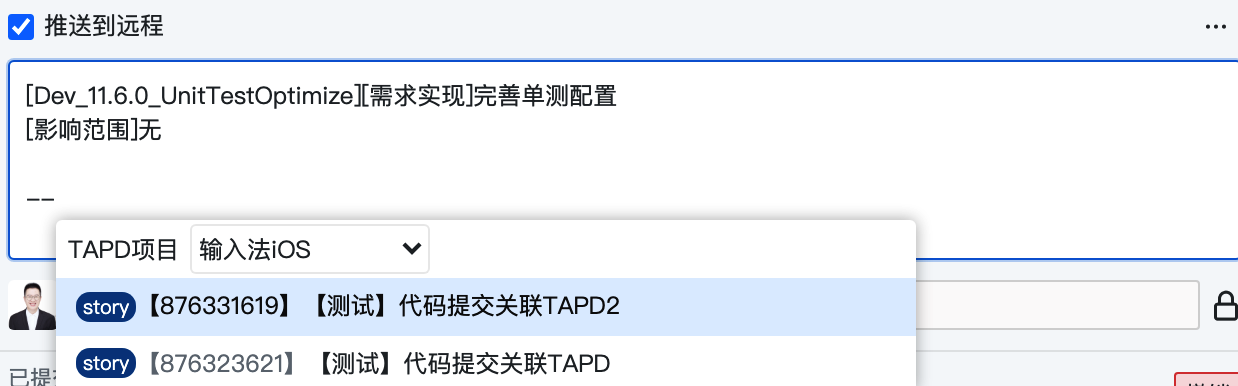 推送到远程
[Dev_11.6.0_UnitTestOptimize][需求实现]完善单测配置
[影响范围]无
--
TAPD项目 输入法iOS
story 【876331619】【测试】代码提交关联TAPD2
story 【876323621】【测试】代码提交关联TAPD
已提